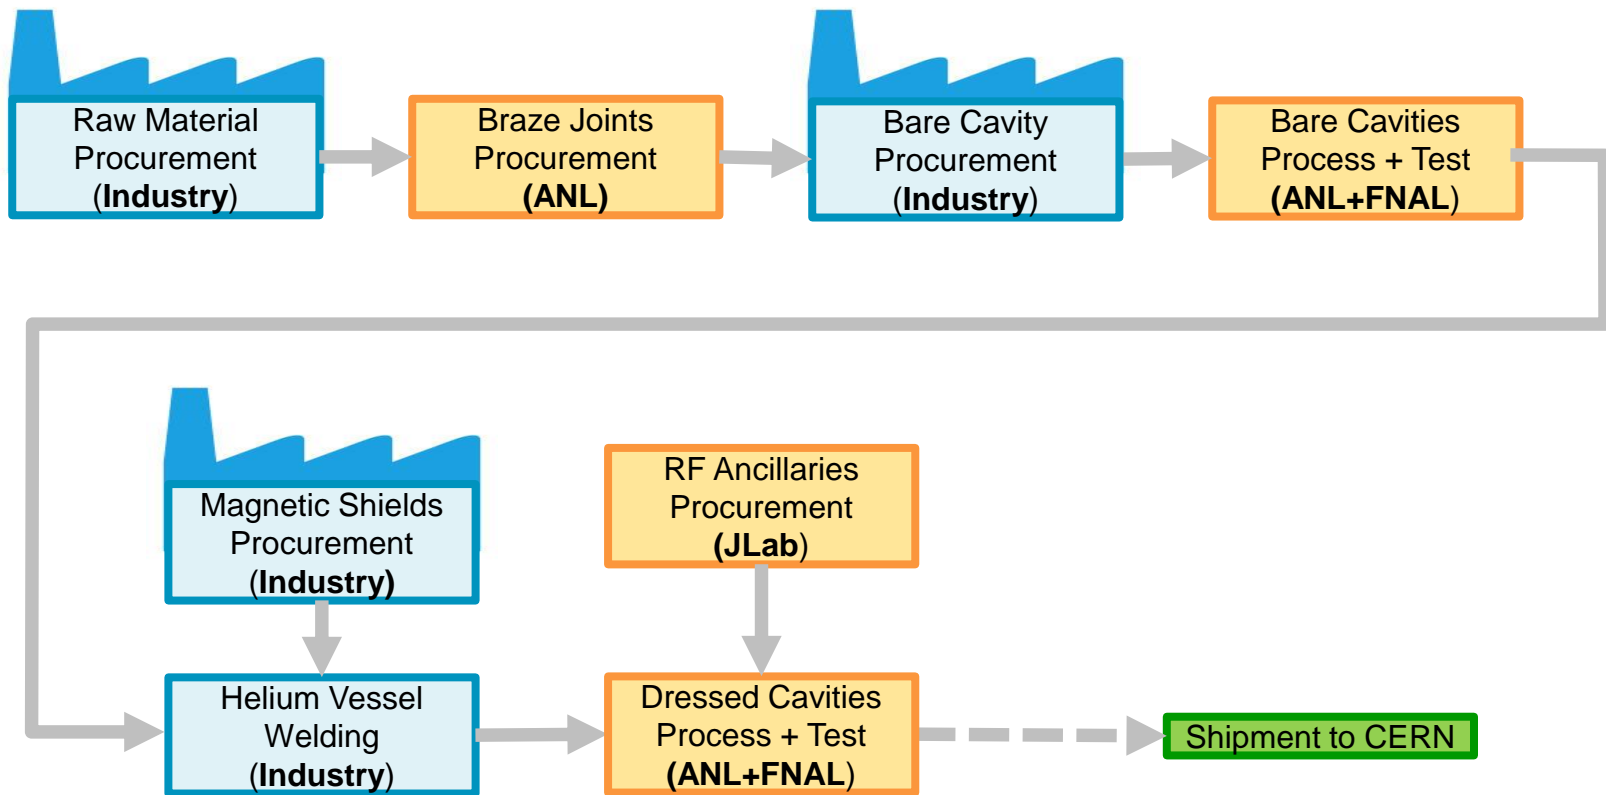 Raw Material
Procurement
(Industry)
Braze Joints
Procurement
(ANL)
Bare Cavity
Procurement
(Industry)
Bare Cavities
Process + Test
(ANL+FNAL)
Magnetic Shields
Procurement
(Industry)
RF Ancillaries
Procurement
(JLab)
Helium Vessel
Welding
(Industry)
Dressed Cavities
Process + Test
(ANL+FNAL)
Shipment to CERN